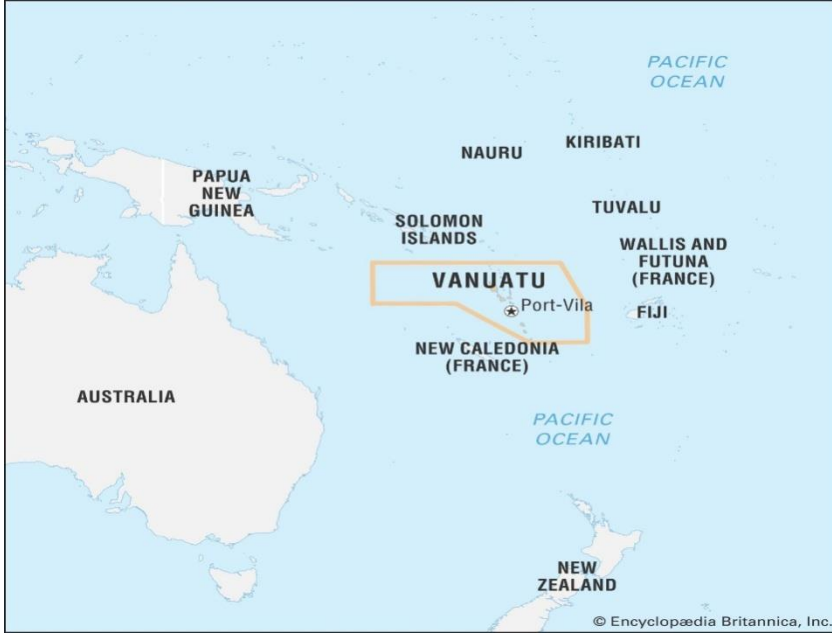 PACIFIC
OCEAN
NAURU
KIRIBATI
PAPUA
NEW
GUINEA
SOLOMON
ISLANDS
TUVALU
WALLIS AND
FUTUNA
(FRANCE)
VANUATU
Port-Vila
FIJI
NEW CALEDONIA
(FRANCE)
AUSTRALIA
PACIFIC
OCEAN
NEW
ZEALAND
© Encyclopædia Britannica, Inc.